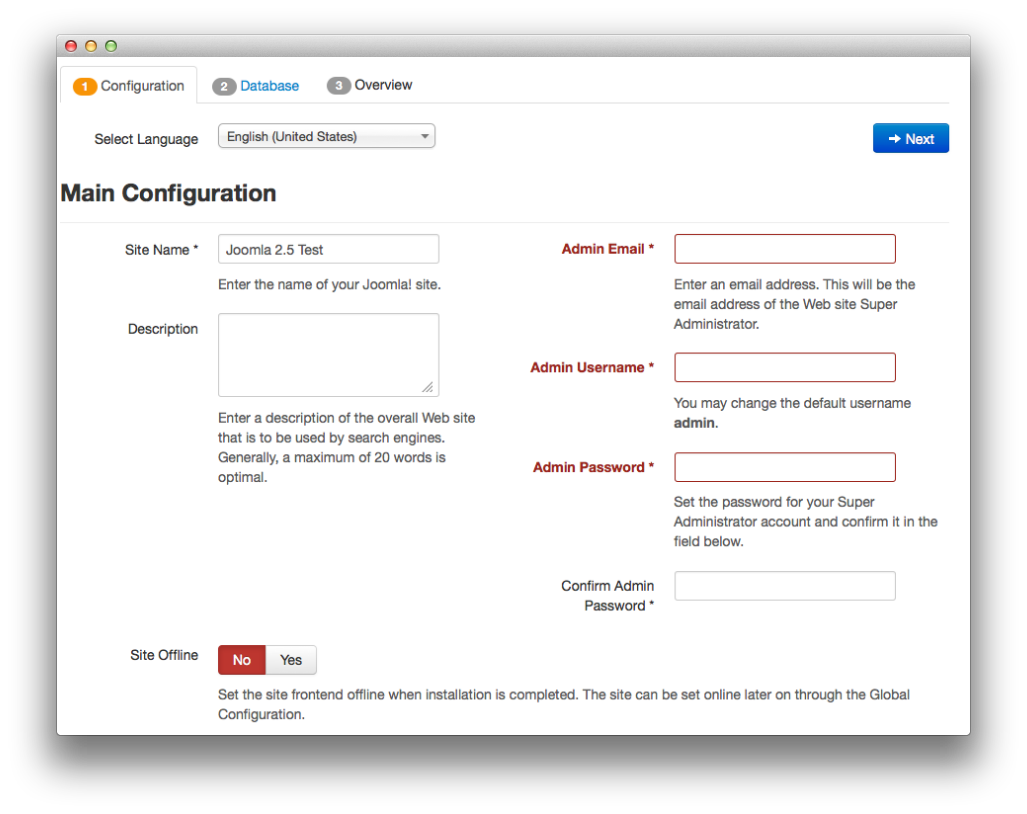 1 Configuration 2 Database 3 Overview
Select Language English (United States) Next
Main Configuration
Site Name * Joomla 2.5 Test
Enter the name of your Joomla! site.
Description
Enter a description of the overall Web site
that is to be used by search engines.
Generally, a maximum of 20 words is
optimal.
Admin Email *
Enter an email address. This will be the
email address of the Web site Super
Administrator.
Admin Username *
You may change the default username
admin.
Admin Password *
Set the password for your Super
Administrator account and confirm it in the
field below.
Confirm Admin
Password *
Site Offline No Yes
Set the site frontend offline when installation is completed. The site can be set online later on through the Global
Configuration.